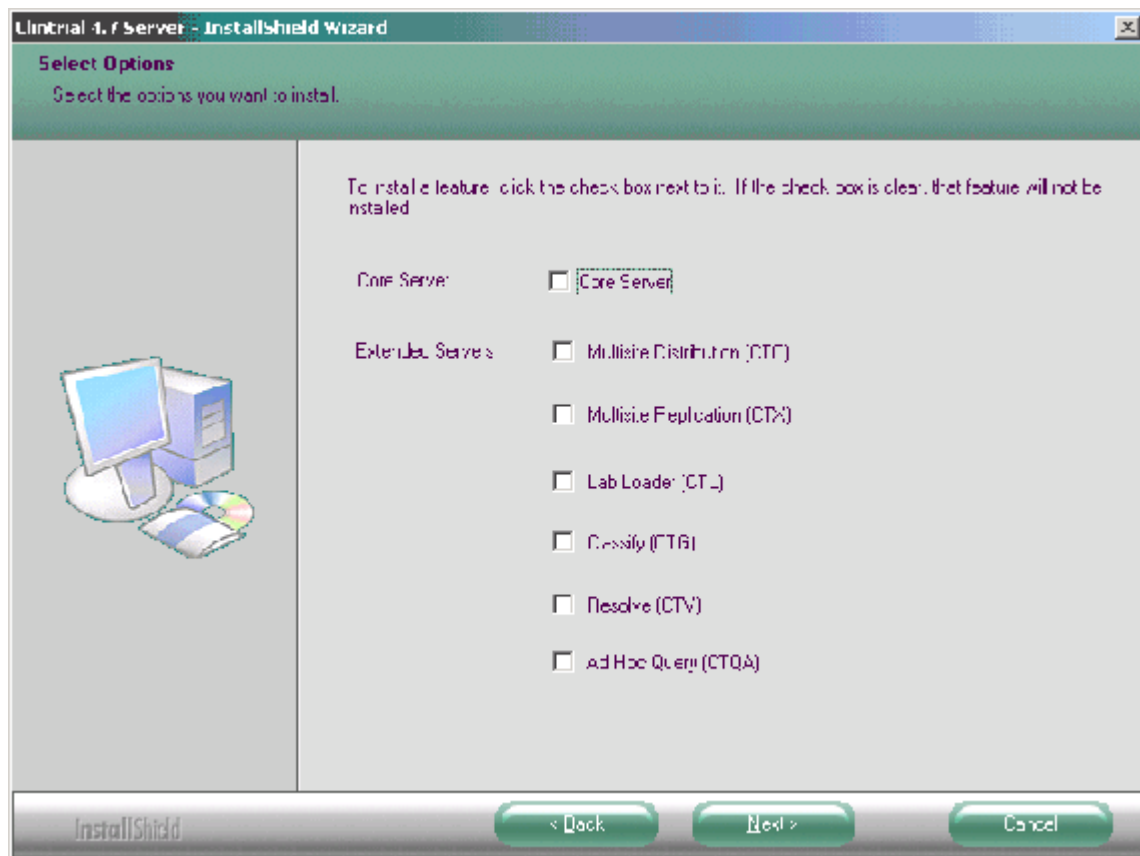 Clintrial 4.7 Server - InstallShield Wizard
Select Options
Select the options you want to install.
To install a feature, click the check box next to it. If the check box is clear, that feature will not be
installed.
Core Server
Core Server
Extended Servers
Multisite Distribution
Multisite Replication (CTX)
Lab Loader (CTL)
Classify (CTG)
Resolve (CTV)
Ad Hoc Query (CTQA)
InstallShield
< Back
Next >
Cancel